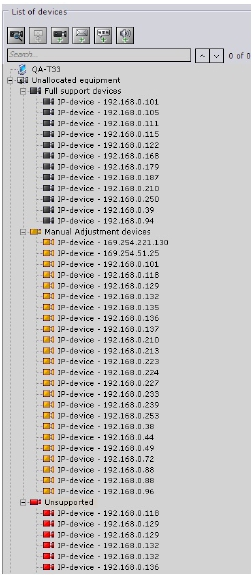 List of devices
Search...
0 of 0
QA-T33
Unallocated equipment
Full support devices
IP-device - 192.168.0.101
IP-device - 192.168.0.105
IP-device - 192.168.0.111
IP-device - 192.168.0.115
IP-device - 192.168.0.122
IP-device - 192.168.0.168
IP-device - 192.168.0.179
IP-device - 192.168.0.187
IP-device - 192.168.0.210
IP-device - 192.168.0.250
IP-device - 192.168.0.39
IP-device - 192.168.0.94
Manual Adjustment devices
IP-device - 169.254.221.130
IP-device - 169.254.51.25
IP-device - 192.168.0.101
IP-device - 192.168.0.118
IP-device - 192.168.0.129
IP-device - 192.168.0.132
IP-device - 192.168.0.135
IP-device - 192.168.0.136
IP-device - 192.168.0.137
IP-device - 192.168.0.210
IP-device - 192.168.0.213
IP-device - 192.168.0.223
IP-device - 192.168.0.224
IP-device - 192.168.0.227
IP-device - 192.168.0.233
IP-device - 192.168.0.239
IP-device - 192.168.0.253
IP-device - 192.168.0.38
IP-device - 192.168.0.44
IP-device - 192.168.0.49
IP-device - 192.168.0.72
IP-device - 192.168.0.88
IP-device - 192.168.0.88
IP-device - 192.168.0.96
Unsupported
IP-device - 192.168.0.118
IP-device - 192.168.0.129
IP-device - 192.168.0.132
IP-device - 192.168.0.132
IP-device - 192.168.0.136